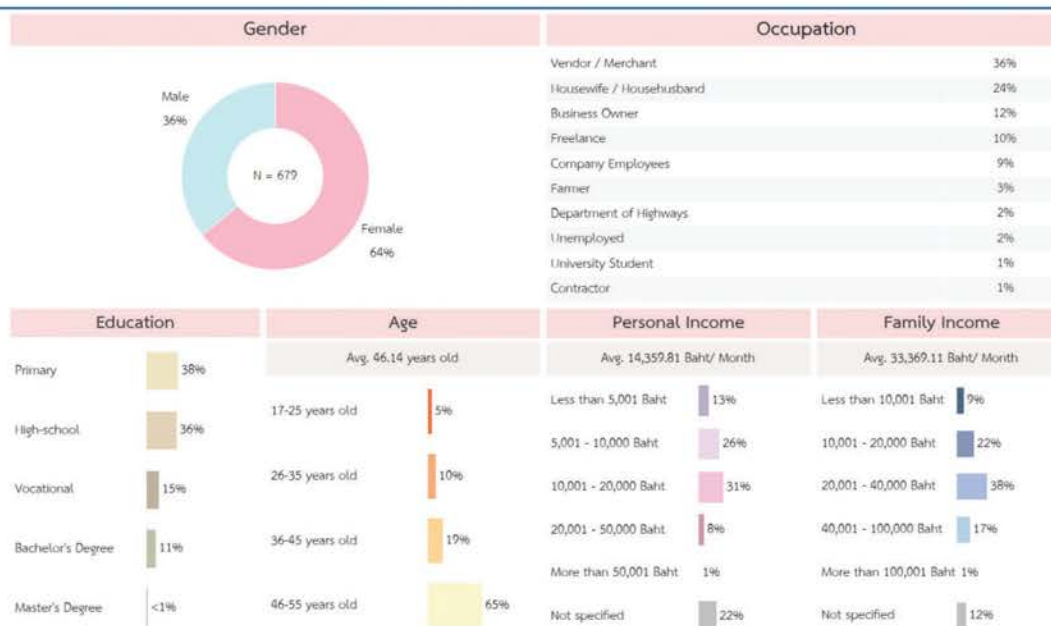 Gender
Male
36%
N = 679
Female
64%
Occupation
Vendor / Merchant 36%
Housewife / Househusband 24%
Business Owner 12%
Freelance 10%
Company Employees 9%
Farmer 3%
Department of Highways 2%
Unemployed 2%
University Student 1%
Contractor 1%
Education
Primary 38%
High-school 36%
Vocational 15%
Bachelor's Degree 11%
Master's Degree <1%
Age
Avg. 46.14 years old
17-25 years old 5%
26-35 years old 10%
36-45 years old 19%
46-55 years old 65%
Personal Income
Avg. 14,359.81 Baht/ Month
Less than 5,001 Baht 13%
5,001 - 10,000 Baht 26%
10,001 - 20,000 Baht 31%
20,001 - 50,000 Baht 8%
More than 50,001 Baht 1%
Not specified 22%
Family Income
Avg. 33,369.11 Baht/ Month
Less than 10,001 Baht 9%
10,001 - 20,000 Baht 22%
20,001 - 40,000 Baht 38%
40,001 - 100,000 Baht 17%
More than 100,001 Baht 1%
Not specified 12%